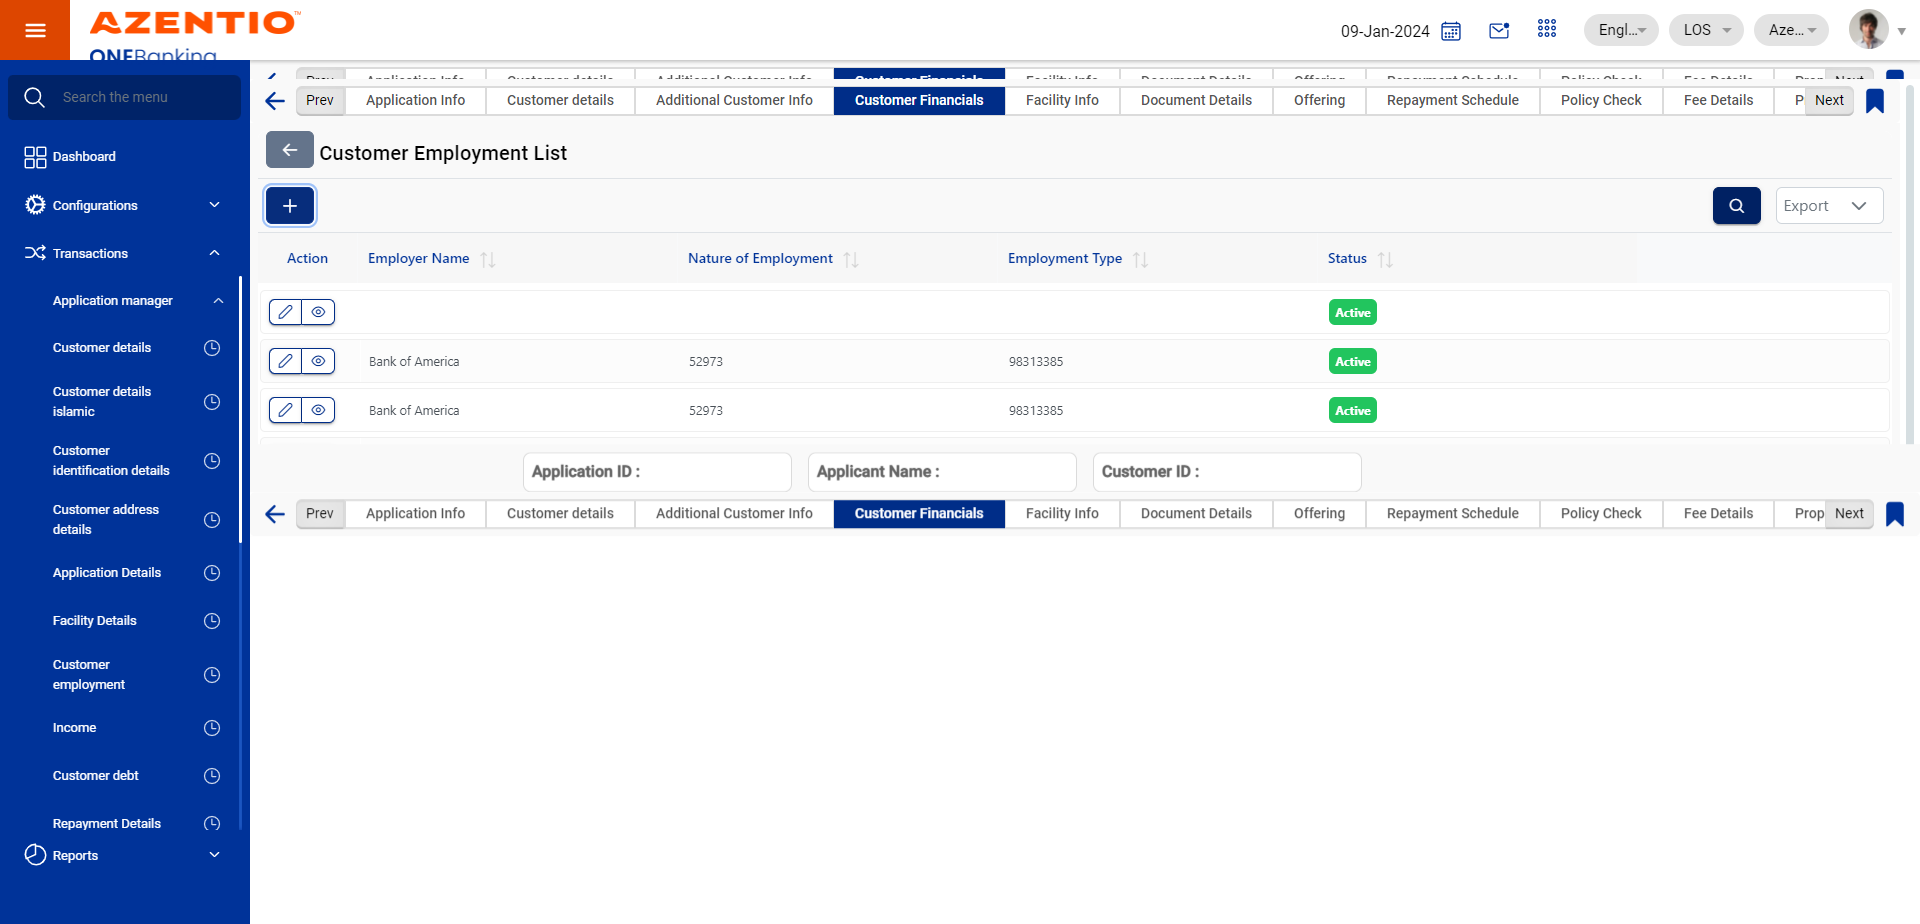 AZENTIO™
ONEBanking
09-Jan-2024
Engl...
LOS
Aze...
Search the menu
Dashboard
Configurations
Transactions
Application manager
Customer details
Customer details
islamic
Customer
identification details
Customer address
details
Application Details
Facility Details
Customer
employment
Income
Customer debt
Repayment Details
Reports
Prev Application Info Customer details Additional Customer Info Customer Financials Facility Info Document Details Offering Repayment Schedule Policy Check Fee Details Prop Next
Prev Application Info Customer details Additional Customer Info Customer Financials Facility Info Document Details Offering Repayment Schedule Policy Check Fee Details P Next
Customer Employment List
Export
Action Employer Name Nature of Employment Employment Type Status
Active
Bank of America 52973 98313385 Active
Bank of America 52973 98313385 Active
Application ID : Applicant Name : Customer ID :
Prev Application Info Customer details Additional Customer Info Customer Financials Facility Info Document Details Offering Repayment Schedule Policy Check Fee Details Prop Next